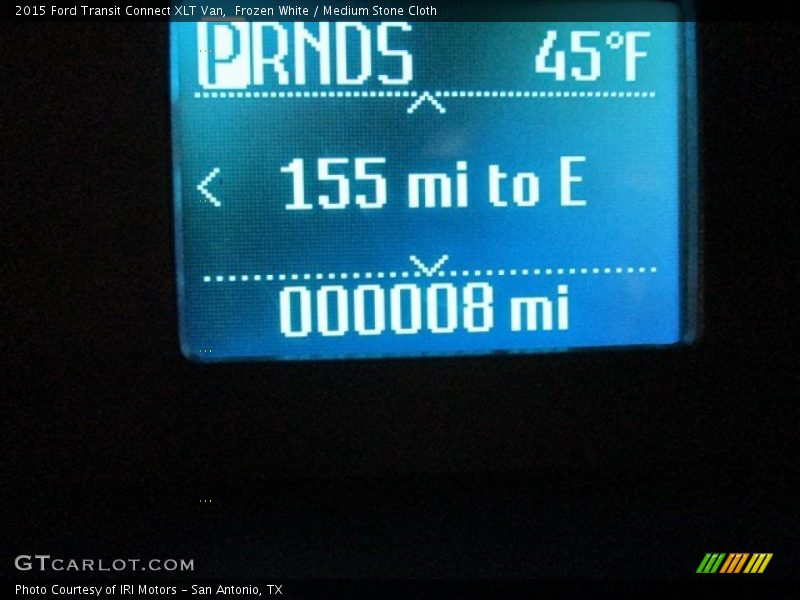 2015 Ford Transit Connect XLT Van, Frozen White / Medium Stone Cloth
PRNDS 45°F
155 mi to E
000008 mi
GTCARLOT.COM
Photo Courtesy of IRI Motors - San Antonio, TX